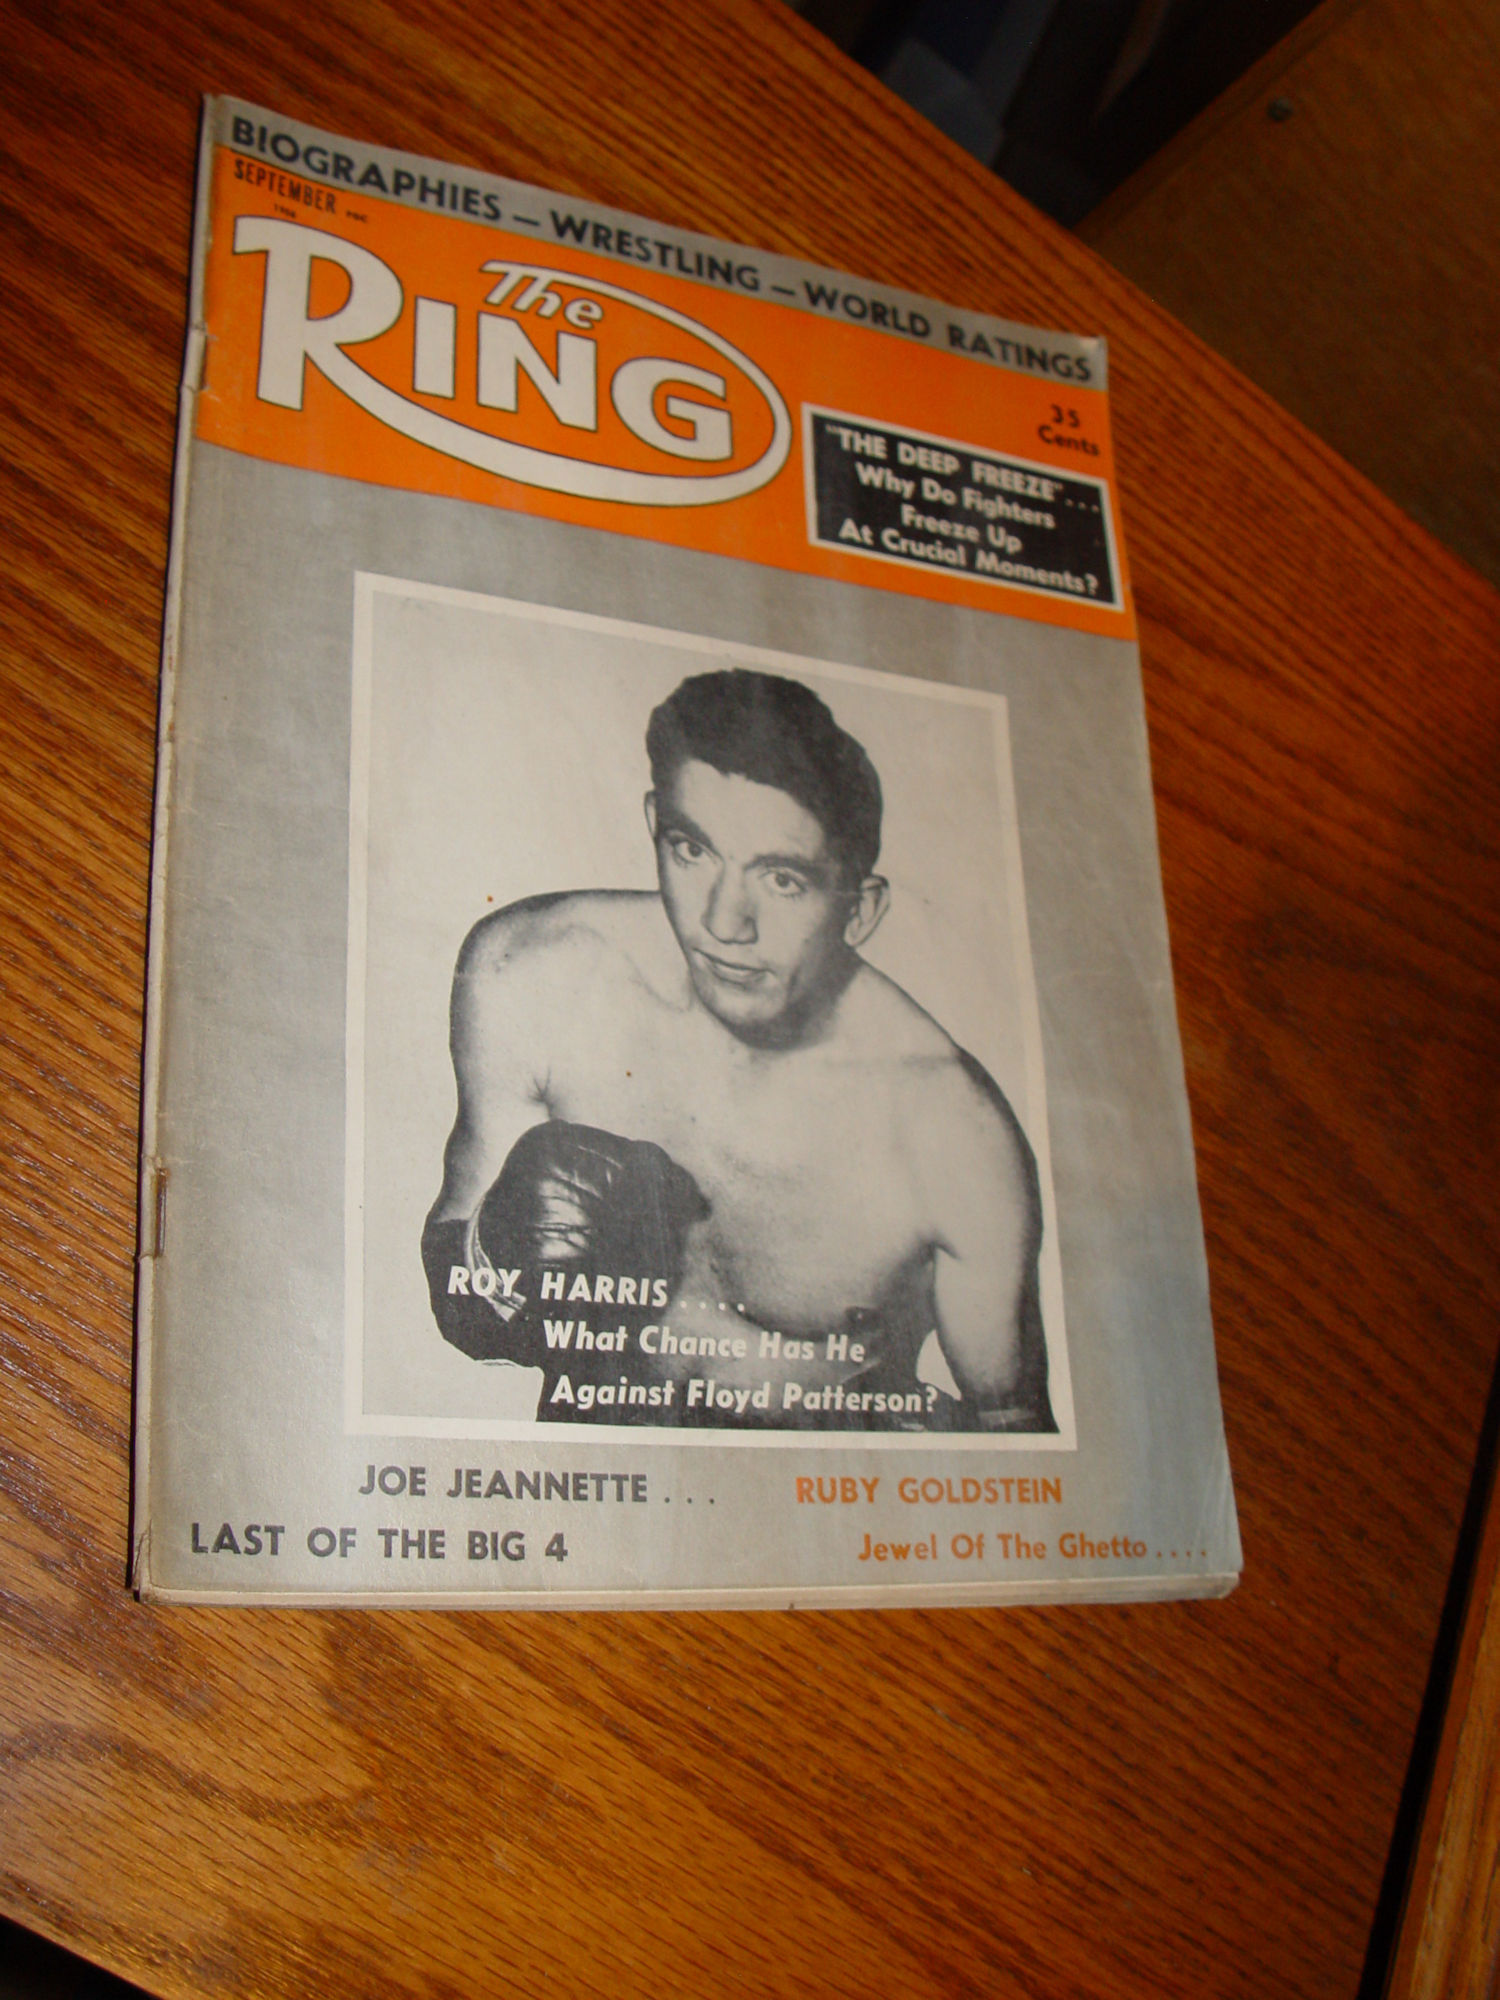 BIOGRAPHIES – WRESTLING – WORLD RATINGS
SEPTEMBER PDC
1958
The
RING
35
Cents
"THE DEEP FREEZE"...
Why Do Fighters
Freeze Up
At Crucial Moments?
ROY HARRIS....
What Chance Has He
Against Floyd Patterson?
JOE JEANNETTE...
LAST OF THE BIG 4
RUBY GOLDSTEIN
Jewel Of The Ghetto....